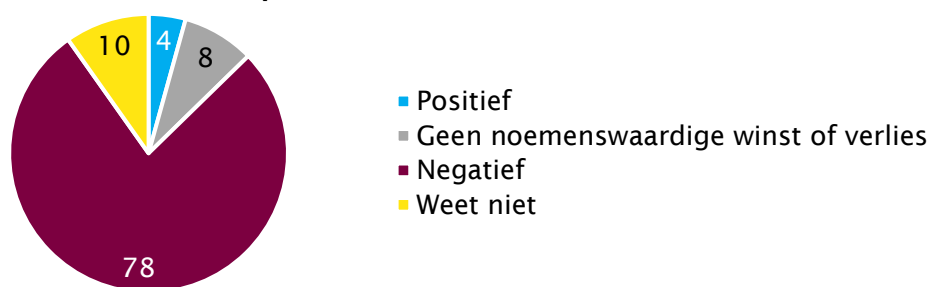 10
4
8
78
Positief
Geen noemenswaardige winst of verlies
Negatief
Weet niet